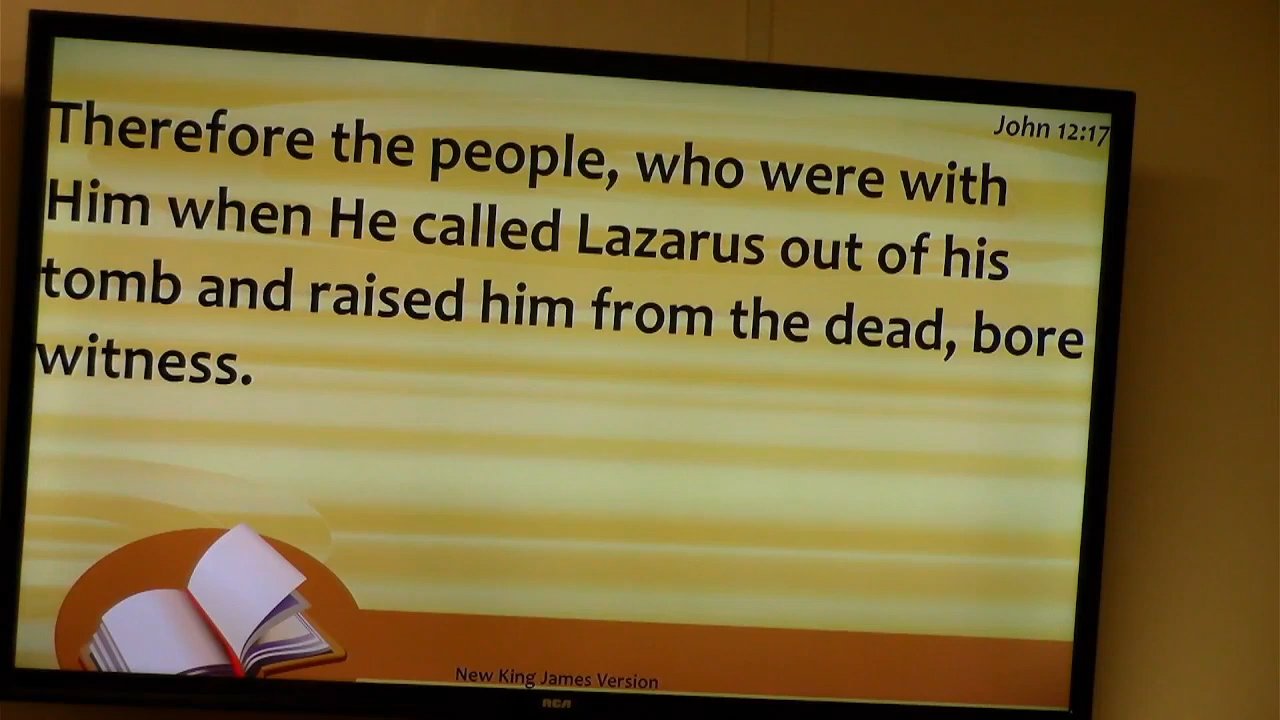 John 12:17
Therefore the people, who were with
Him when He called Lazarus out of his
tomb and raised him from the dead, bore
witness.
New King James Version
RCA